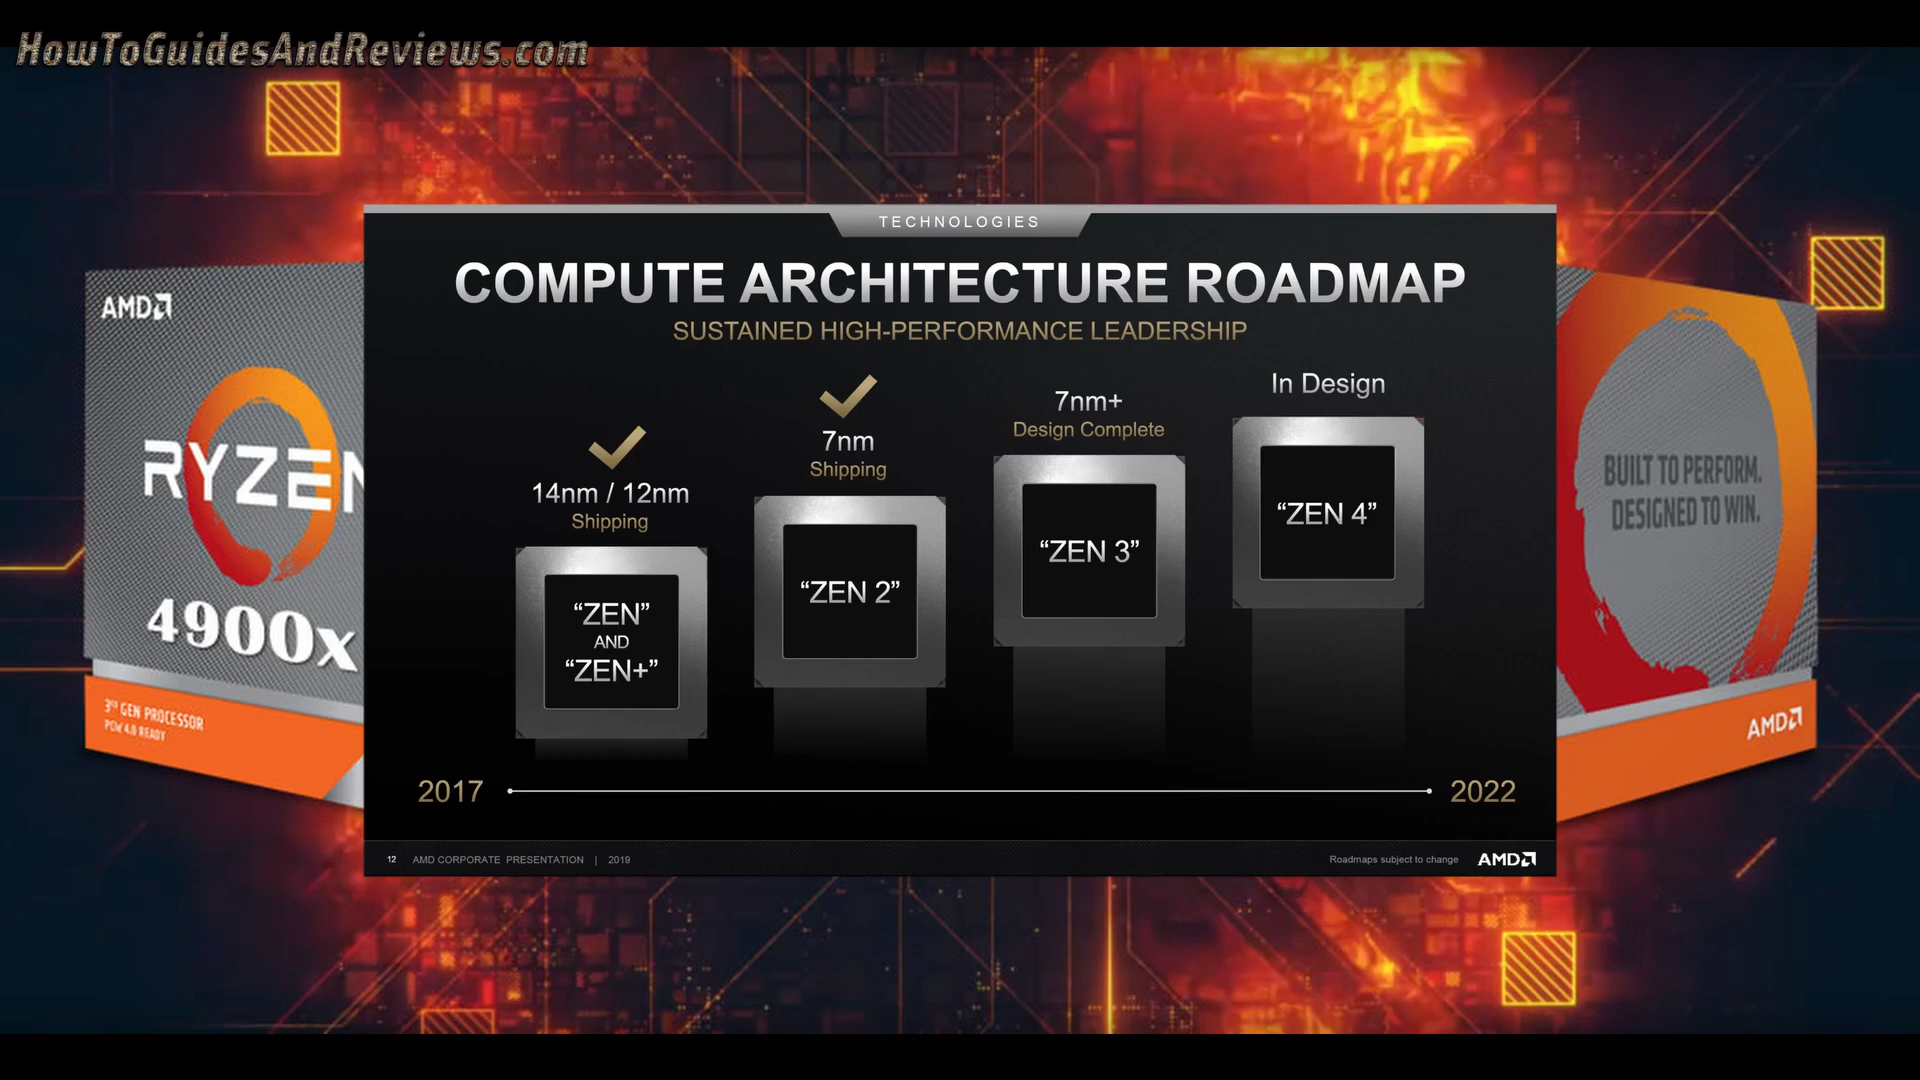 HowToGuidesAndReviews.com
TECHNOLOGIES
COMPUTE ARCHITECTURE ROADMAP
SUSTAINED HIGH-PERFORMANCE LEADERSHIP
14nm / 12nm
Shipping
“ZEN”
AND
“ZEN+”
7nm
Shipping
“ZEN 2”
7nm+
Design Complete
“ZEN 3”
In Design
“ZEN 4”
2017
2022
12 AMD CORPORATE PRESENTATION | 2019
Roadmaps subject to change AMD
AMD
RYZEN
4900x
3RD GEN PROCESSOR
PCIe 4.0 READY
BUILT TO PERFORM.
DESIGNED TO WIN.
AMD